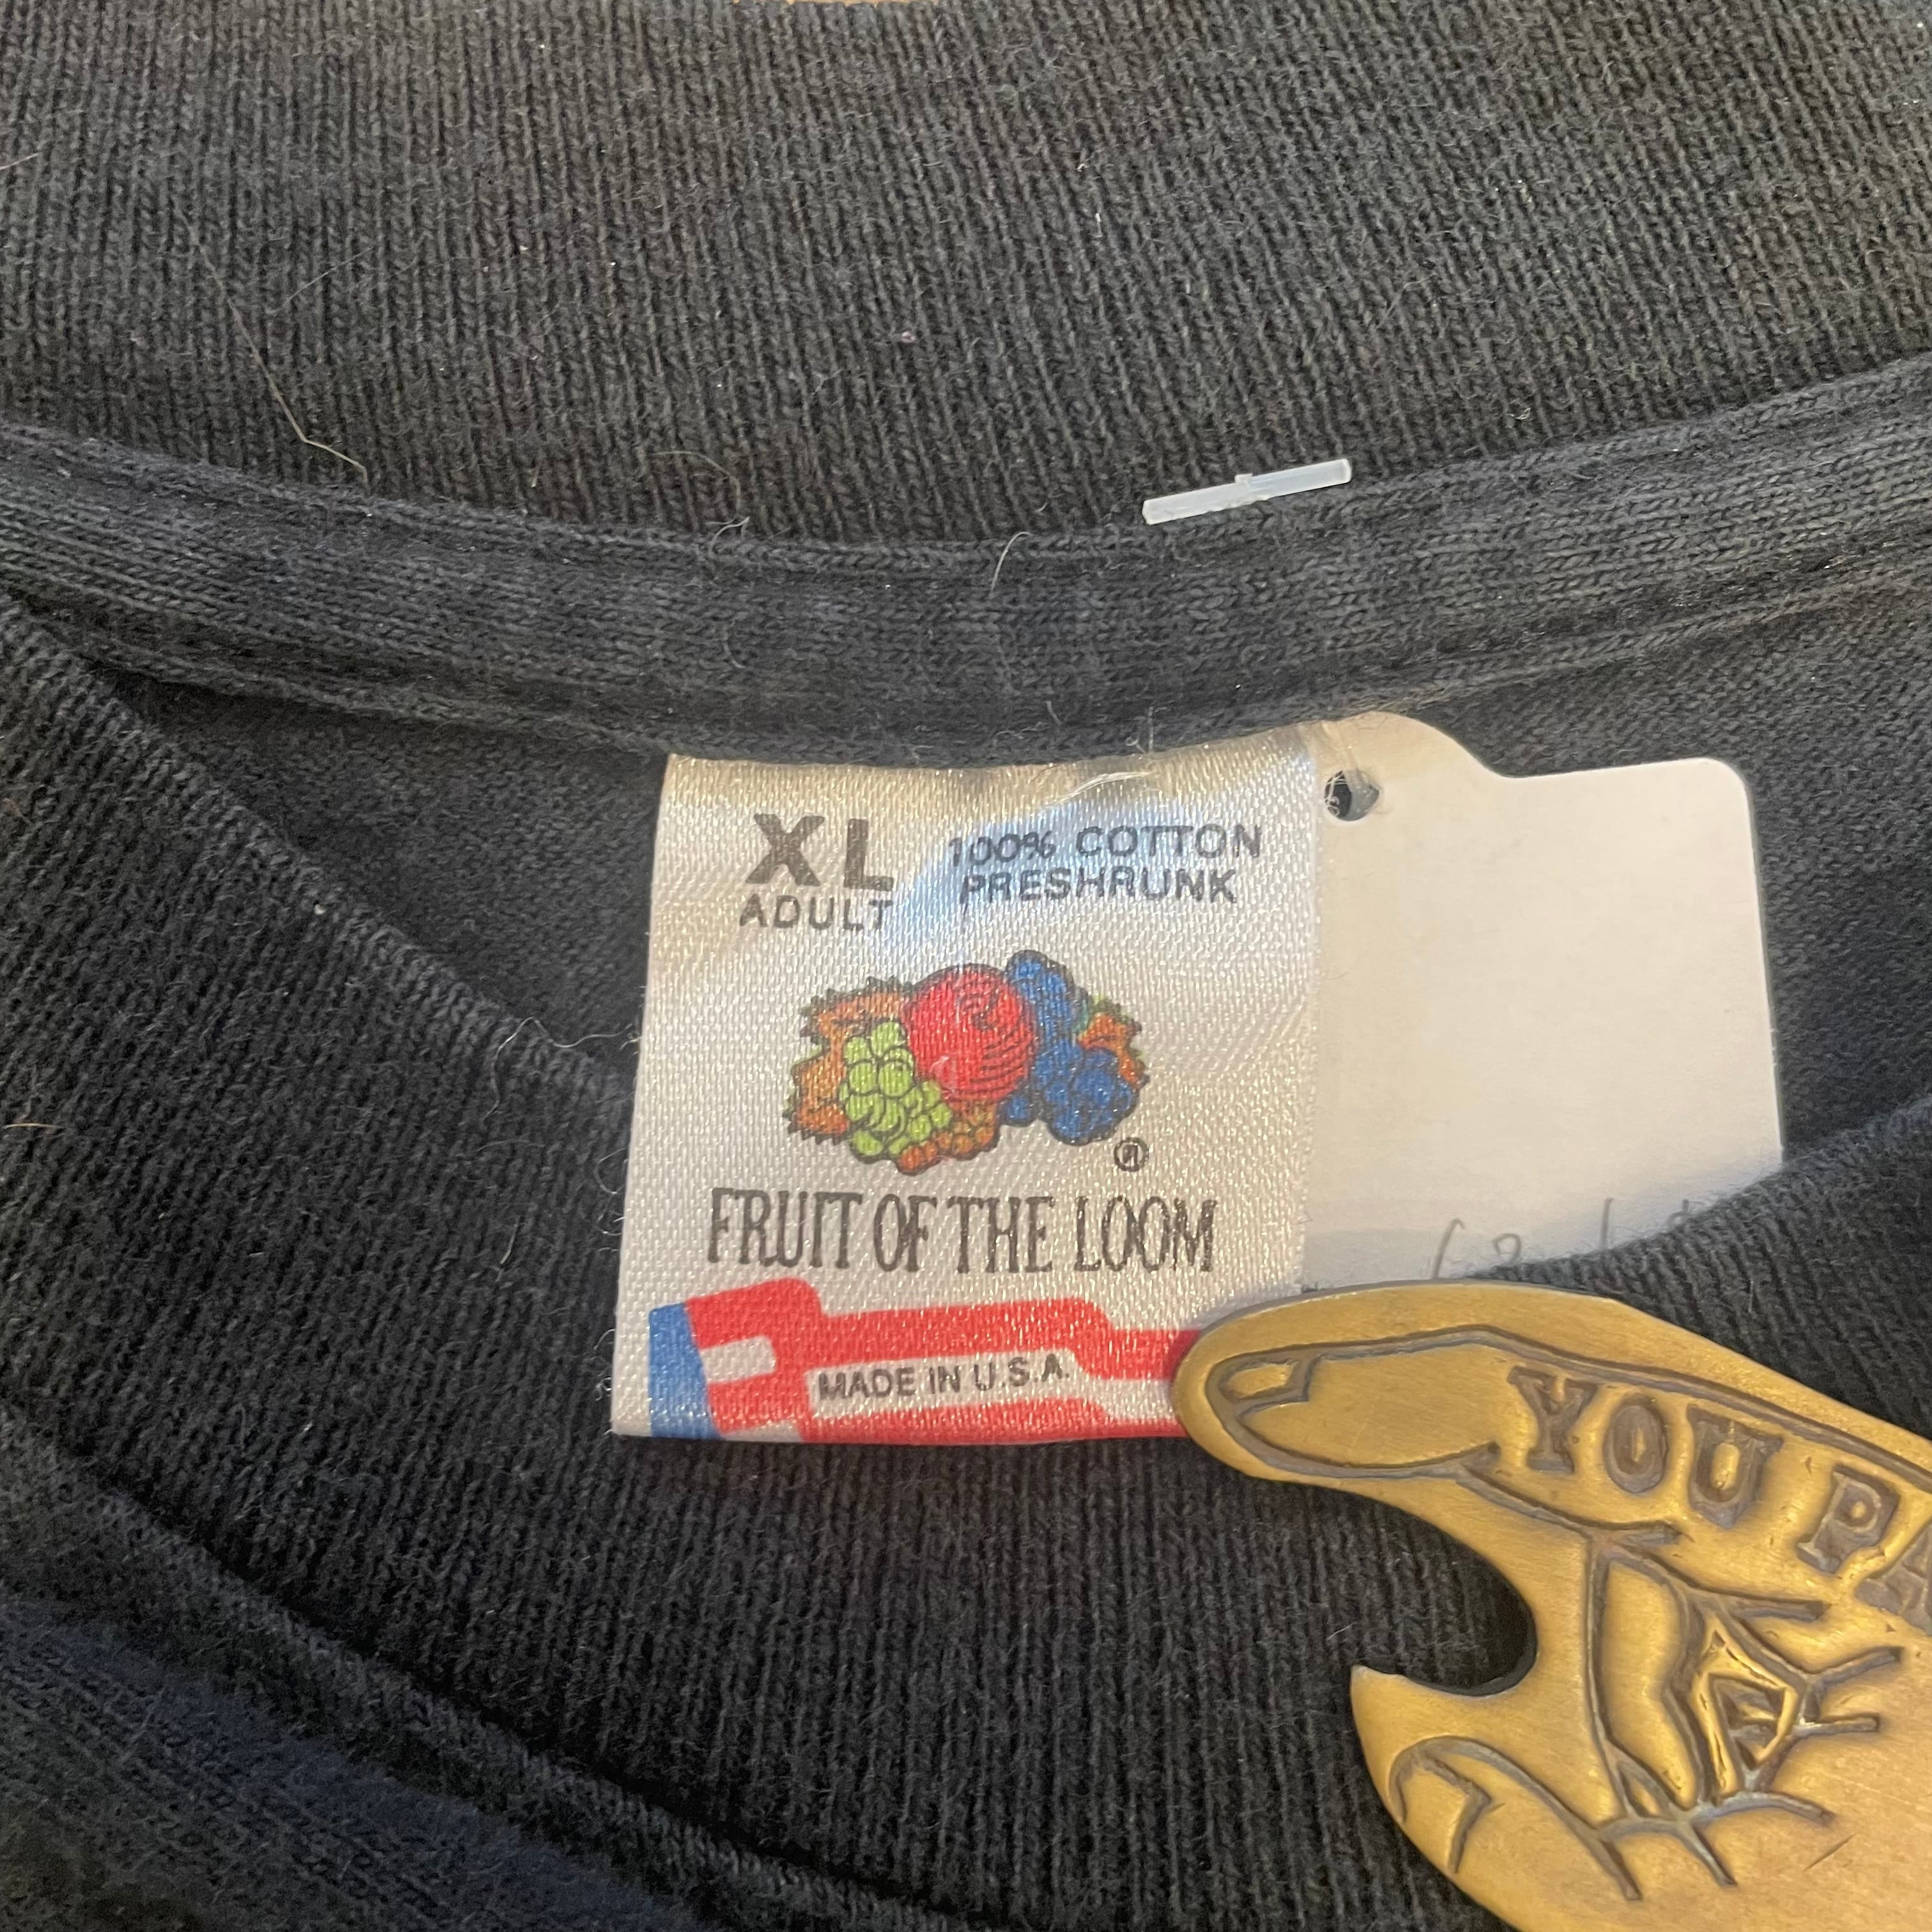 XL
ADULT
100% COTTON
PRESHRUNK
®
FRUIT OF THE LOOM
MADE IN U.S.A.
YOU